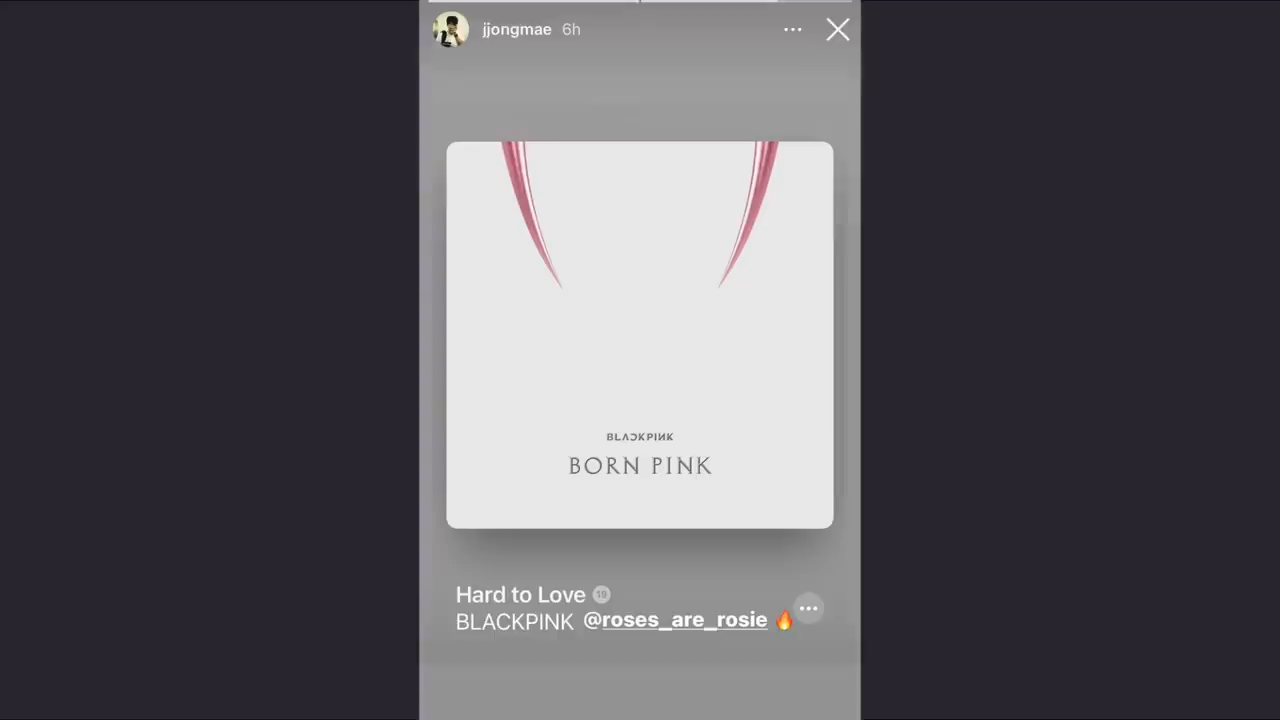 jjongmae 6h
BLACKPINK
BORN PINK
Hard to Love 19
BLACKPINK @roses_are_rosie 🔥